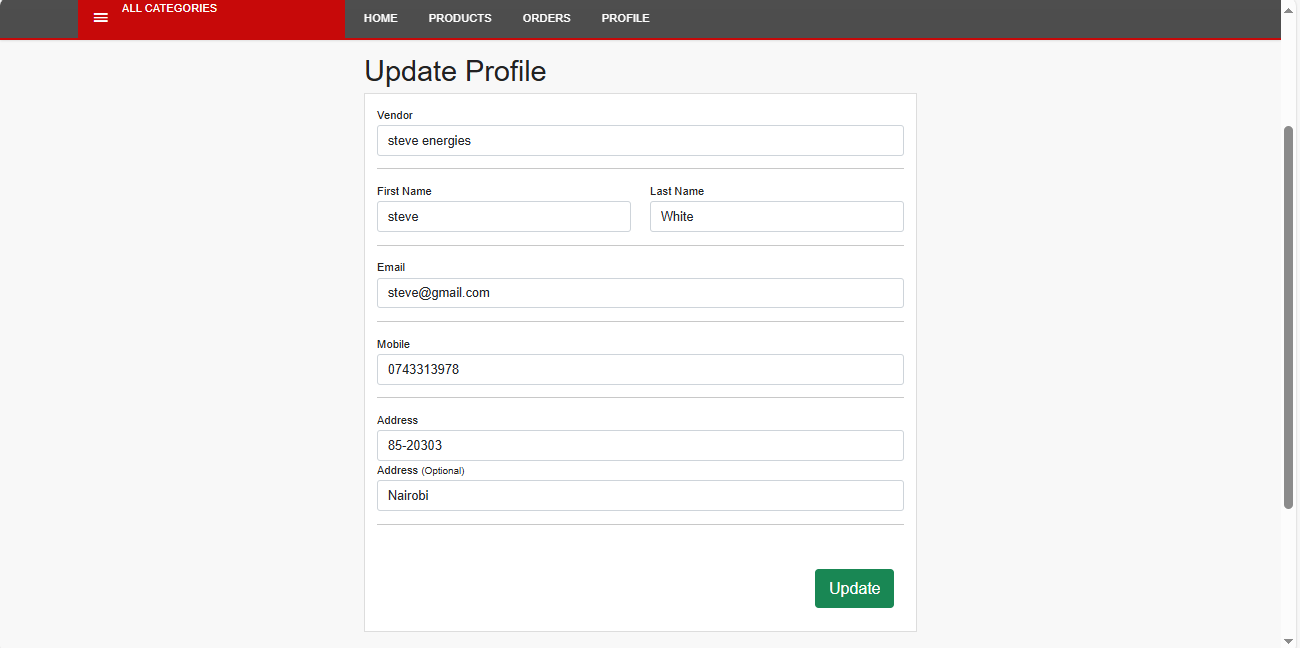 ALL CATEGORIES
HOME PRODUCTS ORDERS PROFILE
Update Profile
Vendor
steve energies
First Name Last Name
steve White
Email
steve@gmail.com
Mobile
0743313978
Address
85-20303
Address (Optional)
Nairobi
Update